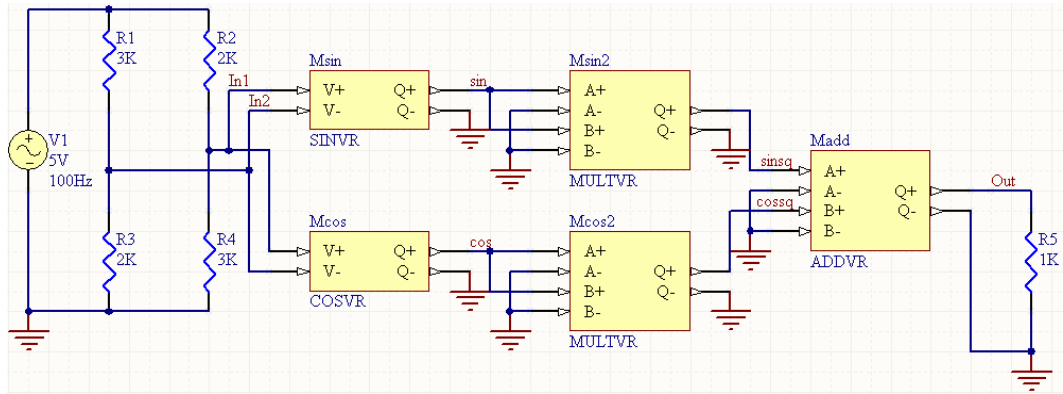 R1
3K
R2
2K
Msin
V+
V-
Q+
Q-
SINVR
In1
In2
sin
Msin2
A+
A-
B+
B-
Q+
Q-
MULTVR
V1
5V
100Hz
+
-
Madd
A+
A-
B+
B-
Q+
Q-
ADDVR
sinsq
cossq
Out
R3
2K
R4
3K
Mcos
V+
V-
Q+
Q-
COSVR
cos
Mcos2
A+
A-
B+
B-
Q+
Q-
MULTVR
R5
1K